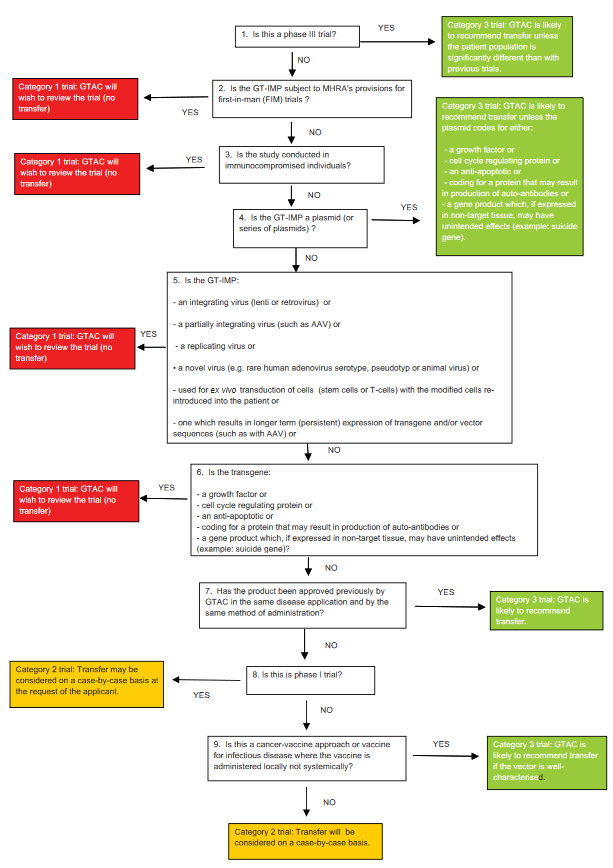 1. Is this a phase III trial?
YES
Category 3 trial: GTAC is likely
to recommend transfer unless
the patient population is
significantly different than with
previous trials.
NO
Category 1 trial: GTAC will
wish to review the trial (no
transfer)
YES
2. Is the GT-IMP subject to MHRA's provisions for
first-in-man (FIM) trials ?
NO
Category 1 trial: GTAC will
wish to review the trial (no
transfer)
YES
3. Is the study conducted in
immunocompromised individuals?
NO
4. Is the GT-IMP a plasmid (or
series of plasmids) ?
YES
Category 3 trial: GTAC is likely to
recommend transfer unless the
plasmid codes for either:
- a growth factor or
- cell cycle regulating protein or
- an anti-apoptotic or
- coding for a protein that may result
in production of auto-antibodies or
- a gene product which, if expressed
in non-target tissue, may have
unintended effects (example: suicide
gene).
NO
5. Is the GT-IMP:
- an integrating virus (lenti or retrovirus) or
- a partially integrating virus (such as AAV) or
- a replicating virus or
• a novel virus (e.g. rare human adenovirus serotype, pseudotyp or animal virus) or
- used for ex vivo transduction of cells (stem cells or T-cells) with the modified cells re-
introduced into the patient or
- one which results in longer term (persistent) expression of transgene and/or vector
sequences (such as with AAV) or
YES
Category 1 trial: GTAC will
wish to review the trial (no
transfer)
NO
6. Is the transgene:
- a growth factor or
- cell cycle regulating protein or
- an anti-apoptotic or
- coding for a protein that may result in production of auto-antibodies or
- a gene product which, if expressed in non-target tissue, may have unintended effects
(example: suicide gene)?
YES
Category 1 trial: GTAC will
wish to review the trial (no
transfer)
NO
7. Has the product been approved previously by
GTAC in the same disease application and by the
same method of administration?
YES
Category 3 trial: GTAC is
likely to recommend
transfer.
NO
8. Is this is phase I trial?
YES
Category 2 trial: Transfer may be
considered on a case-by-case basis at
the request of the applicant.
NO
9. Is this a cancer-vaccine approach or vaccine
for infectious disease where the vaccine is
administered locally not systemically?
YES
Category 3 trial: GTAC is
likely to recommend transfer
if the vector is well-
characterised.
NO
Category 2 trial: Transfer will be
considered on a case-by-case basis.